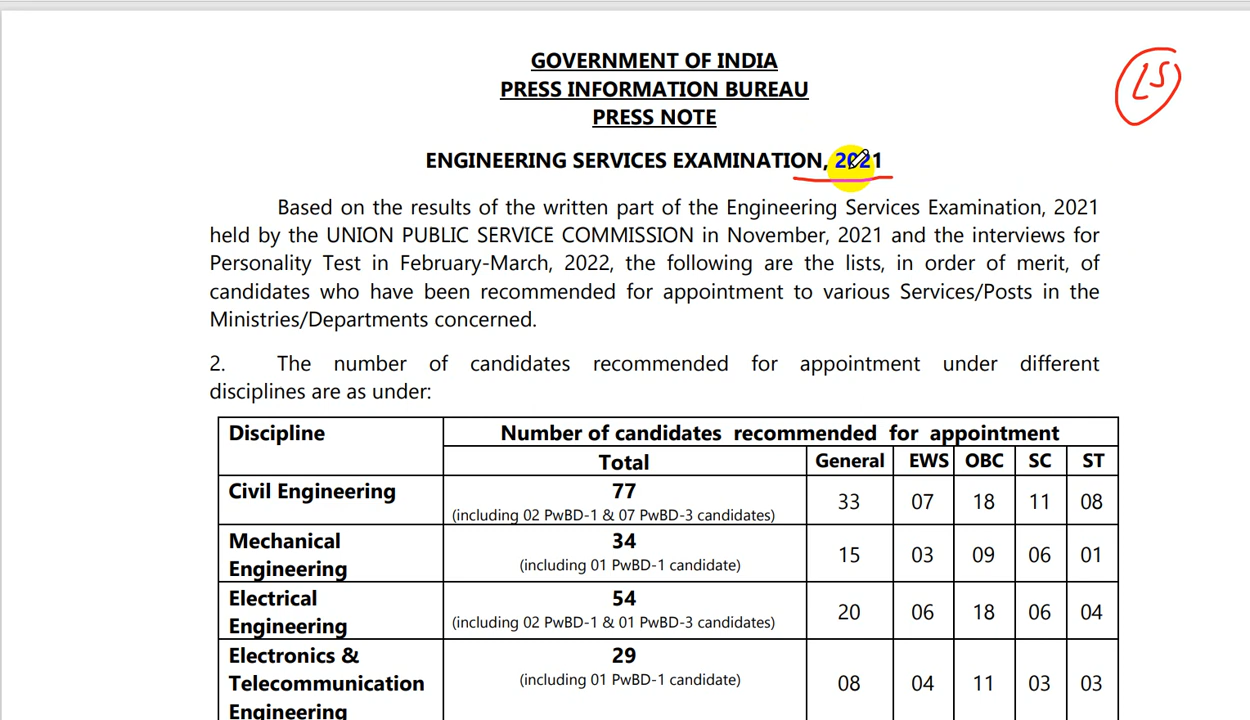 GOVERNMENT OF INDIA
PRESS INFORMATION BUREAU
PRESS NOTE
ENGINEERING SERVICES EXAMINATION, 2021
Based on the results of the written part of the Engineering Services Examination, 2021
held by the UNION PUBLIC SERVICE COMMISSION in November, 2021 and the interviews for
Personality Test in February-March, 2022, the following are the lists, in order of merit, of
candidates who have been recommended for appointment to various Services/Posts in the
Ministries/Departments concerned.
2. The number of candidates recommended for appointment under different
disciplines are as under:
Discipline Number of candidates recommended for appointment
Total General EWS OBC SC ST
Civil Engineering 77 33 07 18 11 08
(including 02 PwBD-1 & 07 PwBD-3 candidates)
Mechanical 34
Engineering (including 01 PwBD-1 candidate) 15 03 09 06 01
Electrical 54
Engineering (including 02 PwBD-1 & 01 PwBD-3 candidates) 20 06 18 06 04
Electronics & 29
Telecommunication (including 01 PwBD-1 candidate) 08 04 11 03 03
Engineering